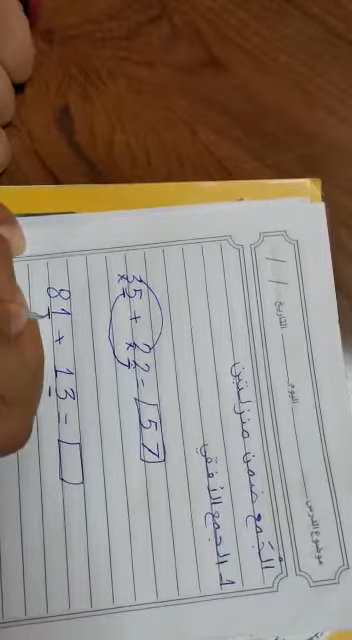 موضوع الدرس
اليوم
التاريخ / /
الجمع ضمن منزلتين
1 الجمع الأفقي
35 + 22 = 57
81 + 13 =